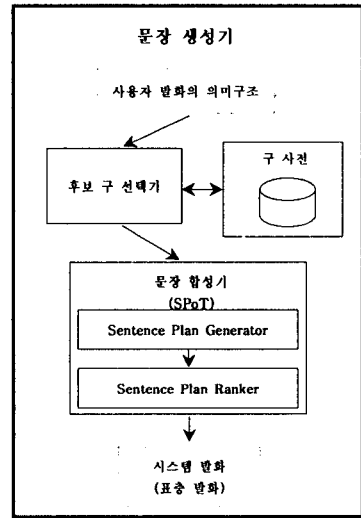 문장 생성기
사용자 발화의 의미구조
후보 구 선택기
구 사전
문장 합성기
(SPoT)
Sentence Plan Generator
Sentence Plan Ranker
시스템 발화
(표층 발화)